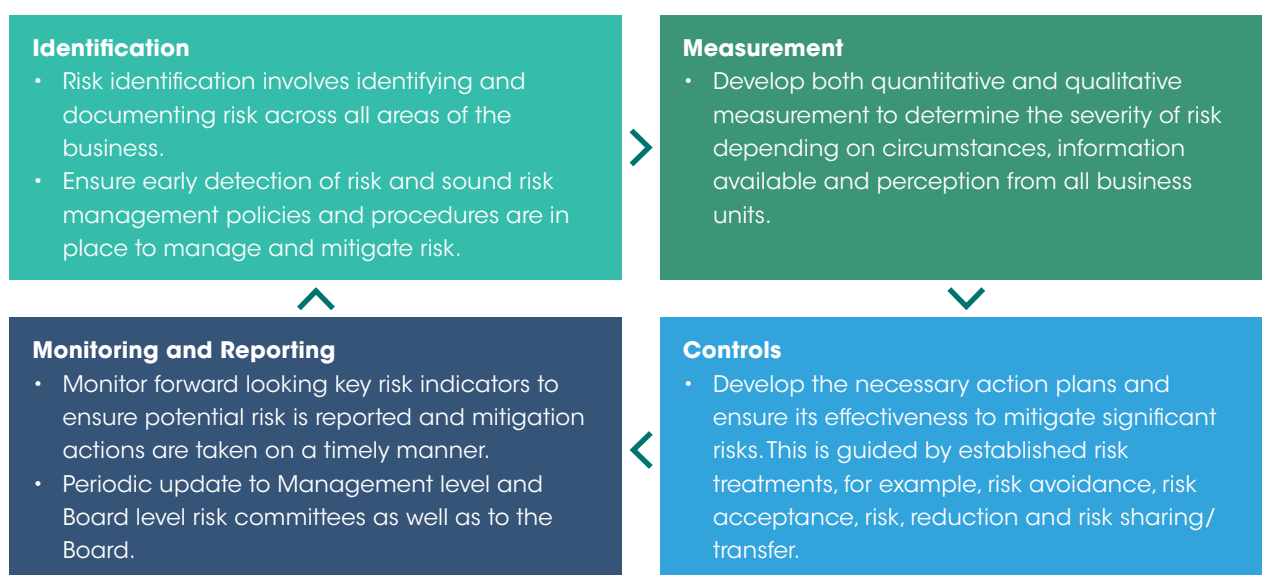 Identification
• Risk identification involves identifying and
documenting risk across all areas of the
business.
• Ensure early detection of risk and sound risk
management policies and procedures are in
place to manage and mitigate risk.
Measurement
• Develop both quantitative and qualitative
measurement to determine the severity of risk
depending on circumstances, information
available and perception from all business
units.
Controls
• Develop the necessary action plans and
ensure its effectiveness to mitigate significant
risks. This is guided by established risk
treatments, for example, risk avoidance, risk
acceptance, risk, reduction and risk sharing/
transfer.
Monitoring and Reporting
• Monitor forward looking key risk indicators to
ensure potential risk is reported and mitigation
actions are taken on a timely manner.
• Periodic update to Management level and
Board level risk committees as well as to the
Board.